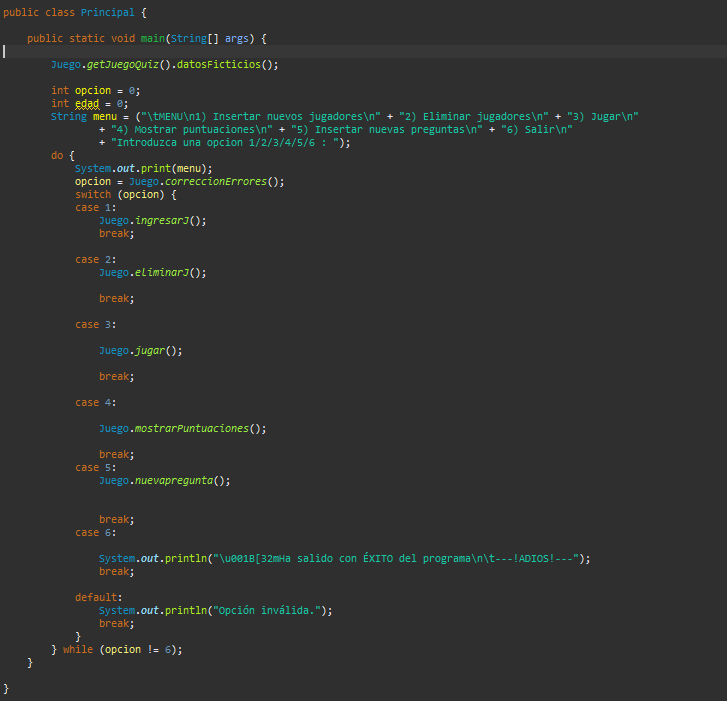 public class Principal {
public static void main(String[] args) {
Juego.getJuegoQuiz().datosFicticios();
int opcion = 0;
int edad = 0;
String menu = ("\tMENU\n1) Insertar nuevos jugadores\n" + "2) Eliminar jugadores\n" + "3) Jugar\n"
+ "4) Mostrar puntuaciones\n" + "5) Insertar nuevas preguntas\n" + "6) Salir\n"
+ "Introduzca una opcion 1/2/3/4/5/6 : ");
do {
System.out.print(menu);
opcion = Juego.correccionErrores();
switch (opcion) {
case 1:
Juego.ingresarJ();
break;
case 2:
Juego.eliminarJ();
break;
case 3:
Juego.jugar();
break;
case 4:
Juego.mostrarPuntuaciones();
break;
case 5:
Juego.nuevapregunta();
break;
case 6:
System.out.println("\u001B[32mHa salido con ÉXITO del programa\n\t---!ADIOS!---");
break;
default:
System.out.println("Opción inválida.");
break;
}
} while (opcion != 6);
}
}